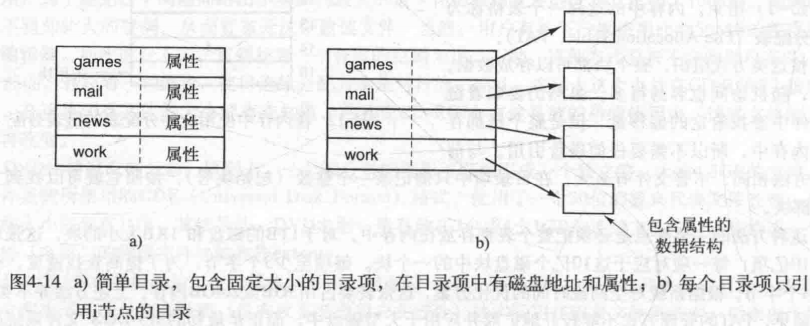 games 属性
mail 属性
news 属性
work 属性
a)
games
mail
news
work
b)
包含属性的
数据结构
图4-14 a) 简单目录，包含固定大小的目录项，在目录项中有磁盘地址和属性；b) 每个目录项只引
用i节点的目录